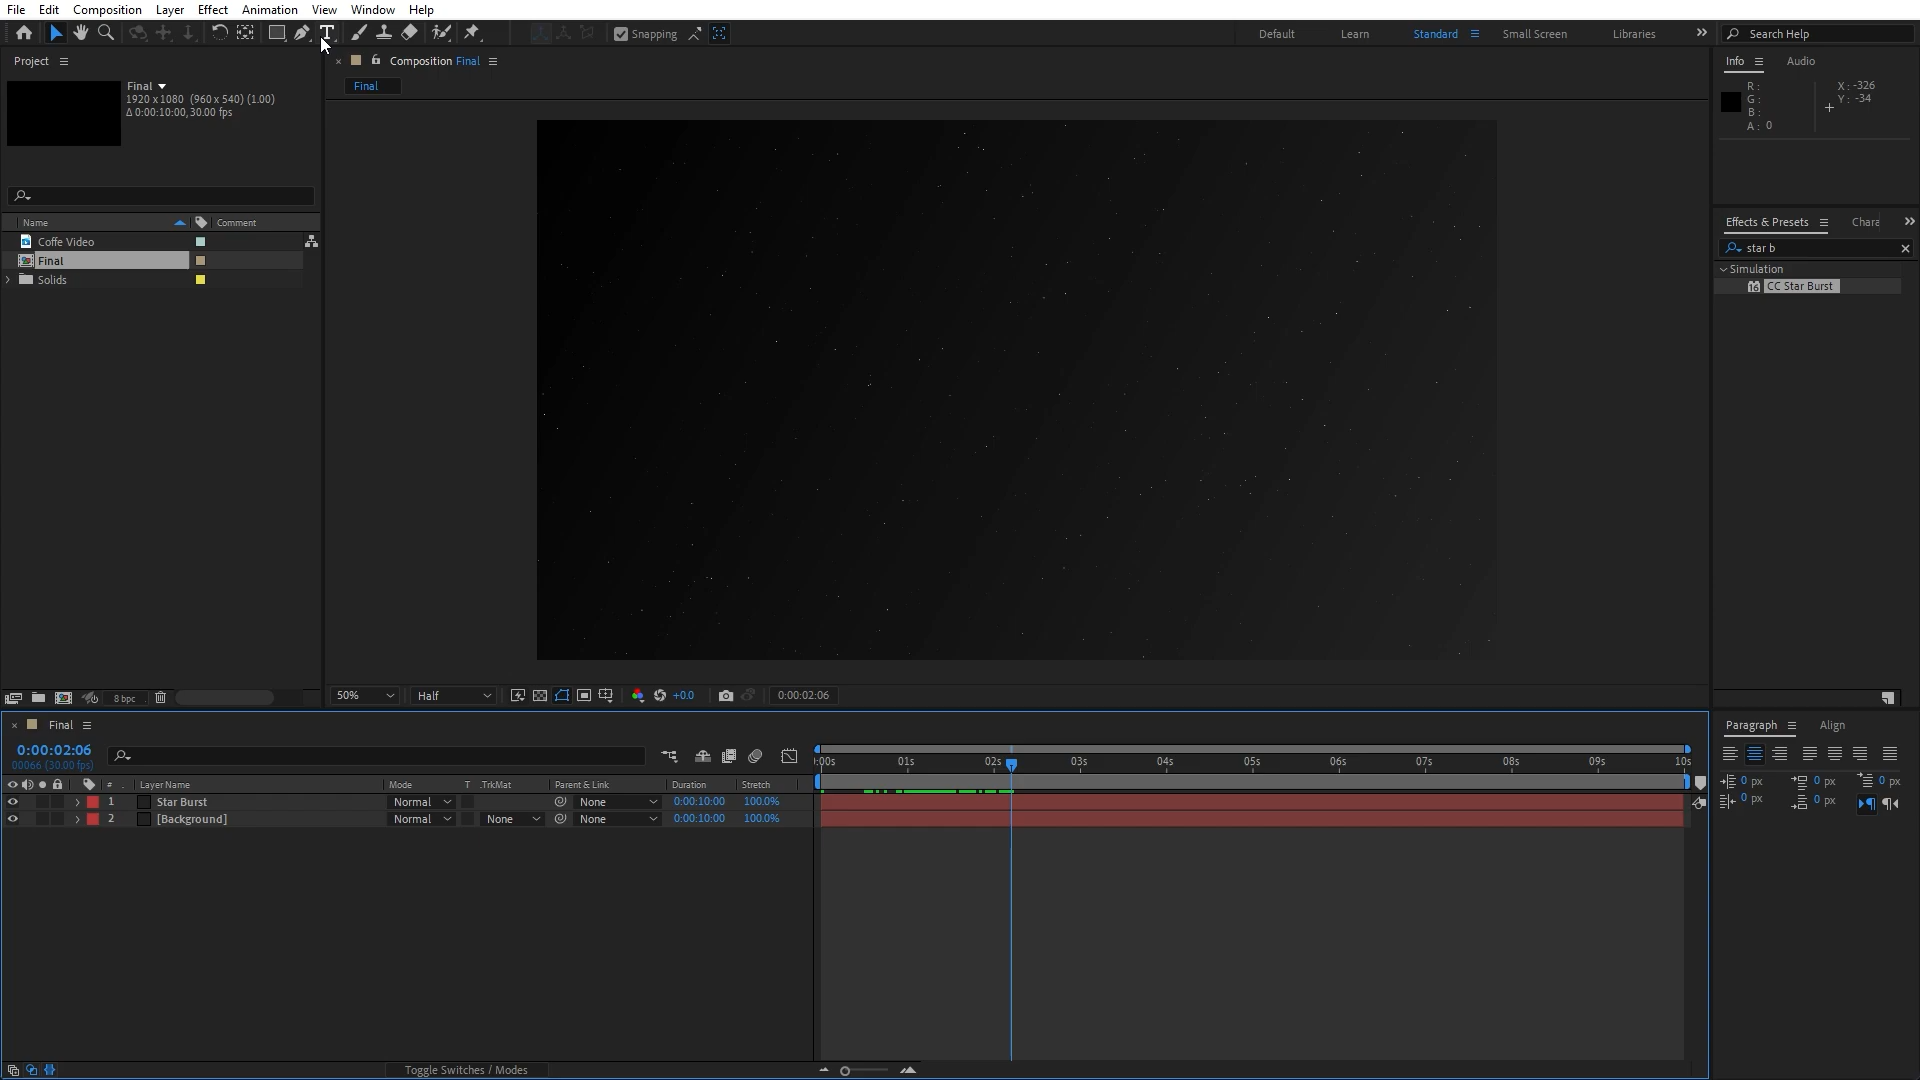 File Edit Composition Layer Effect Animation View Window Help
Snapping Default Learn Standard Small Screen Libraries Search Help
Project
Composition Final
Info Audio
Final
Final
1920 x 1080 (960 x 540) (1.00)
Δ 0:00:10:00, 30.00 fps
R :
G :
B :
A : 0
X : -326
Y : -34
Name Comment
Coffe Video
Final
Solids
Effects & Presets Chara
star b
Simulation
CC Star Burst
8 bpc
50% Half +0.0 0:00:02:06
Final
Paragraph Align
0:00:02:06
00066 (30.00 fps)
:00s 01s 02s 03s 04s 05s 06s 07s 08s 09s 10s
# Layer Name Mode T .TrkMat Parent & Link Duration Stretch
1 Star Burst Normal None 0:00:10:00 100.0%
2 [Background] Normal None None 0:00:10:00 100.0%
0 px 0 px 0 px
0 px 0 px
Toggle Switches / Modes